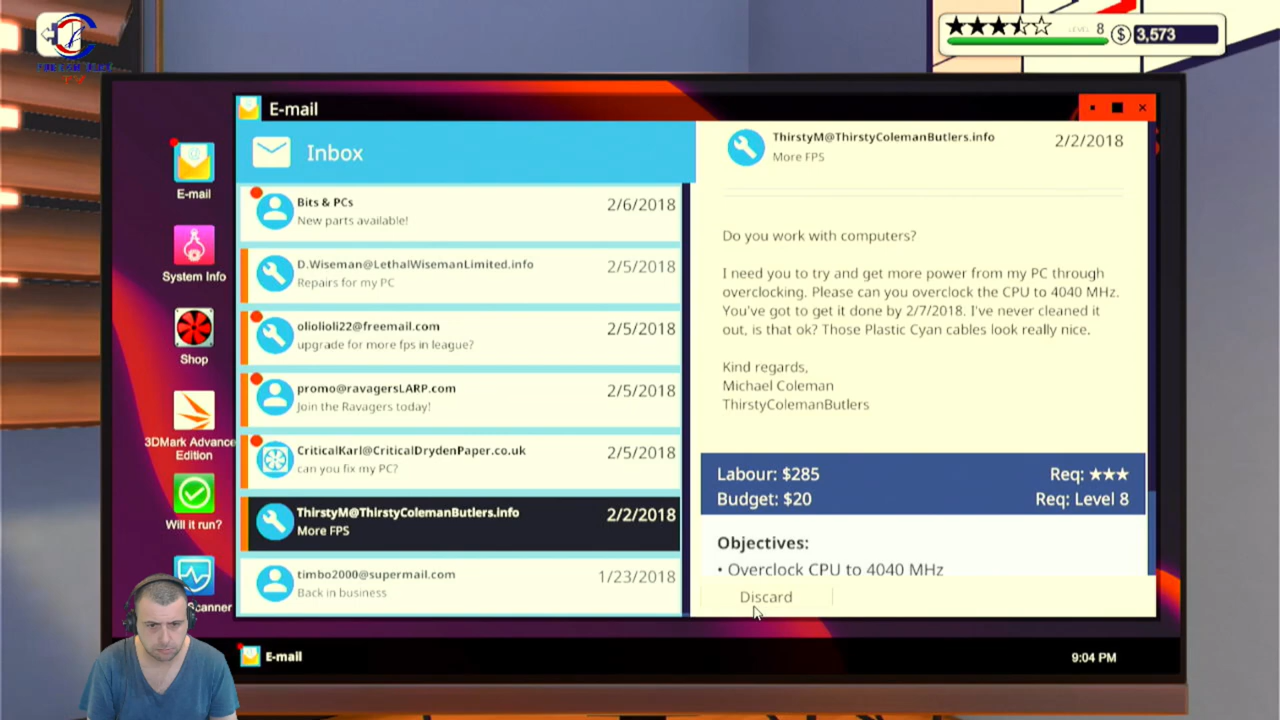 LEVEL 8
$ 3,573
E-mail
Inbox
Bits & PCs
2/6/2018
New parts available!
D.Wiseman@LethalWisemanLimited.info
2/5/2018
Repairs for my PC
oliolioli22@freemail.com
2/5/2018
upgrade for more fps in league?
promo@ravagersLARP.com
2/5/2018
Join the Ravagers today!
CriticalKarl@CriticalDrydenPaper.co.uk
2/5/2018
can you fix my PC?
ThirstyM@ThirstyColemanButlers.info
2/2/2018
More FPS
timbo2000@supermail.com
1/23/2018
Back in business
ThirstyM@ThirstyColemanButlers.info
2/2/2018
More FPS
Do you work with computers?
I need you to try and get more power from my PC through
overclocking. Please can you overclock the CPU to 4040 MHz.
You've got to get it done by 2/7/2018. I've never cleaned it
out, is that ok? Those Plastic Cyan cables look really nice.
Kind regards,
Michael Coleman
ThirstyColemanButlers
Labour: $285
Req: ★★★
Budget: $20
Req: Level 8
Objectives:
• Overclock CPU to 4040 MHz
Discard
E-mail
System Info
Shop
3DMark Advance
Edition
Will it run?
canner
E-mail
9:04 PM